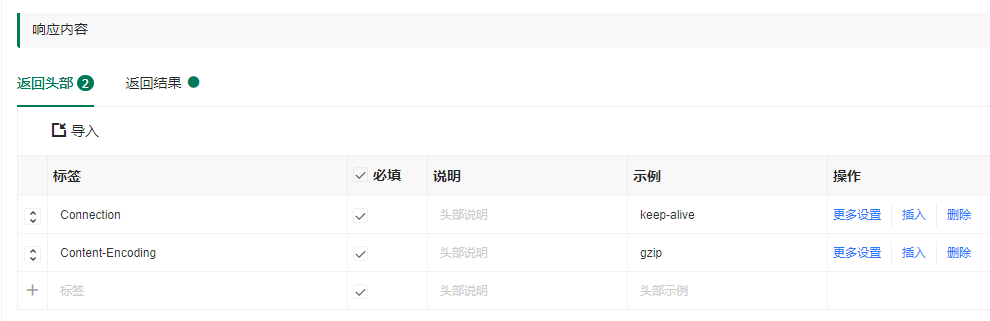 响应内容
返回头部 2 返回结果
导入
标签 必填 说明 示例 操作
Connection 头部说明 keep-alive 更多设置 插入 删除
Content-Encoding 头部说明 gzip 更多设置 插入 删除
标签 头部说明 头部示例